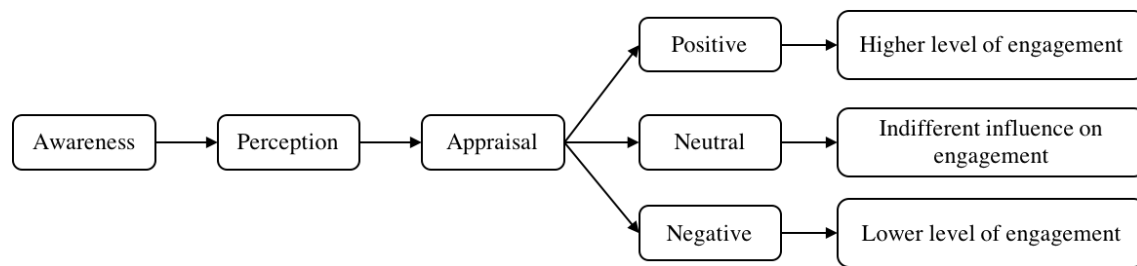 Positive
Higher level of engagement
Awareness
Perception
Appraisal
Neutral
Indifferent influence on
engagement
Negative
Lower level of engagement